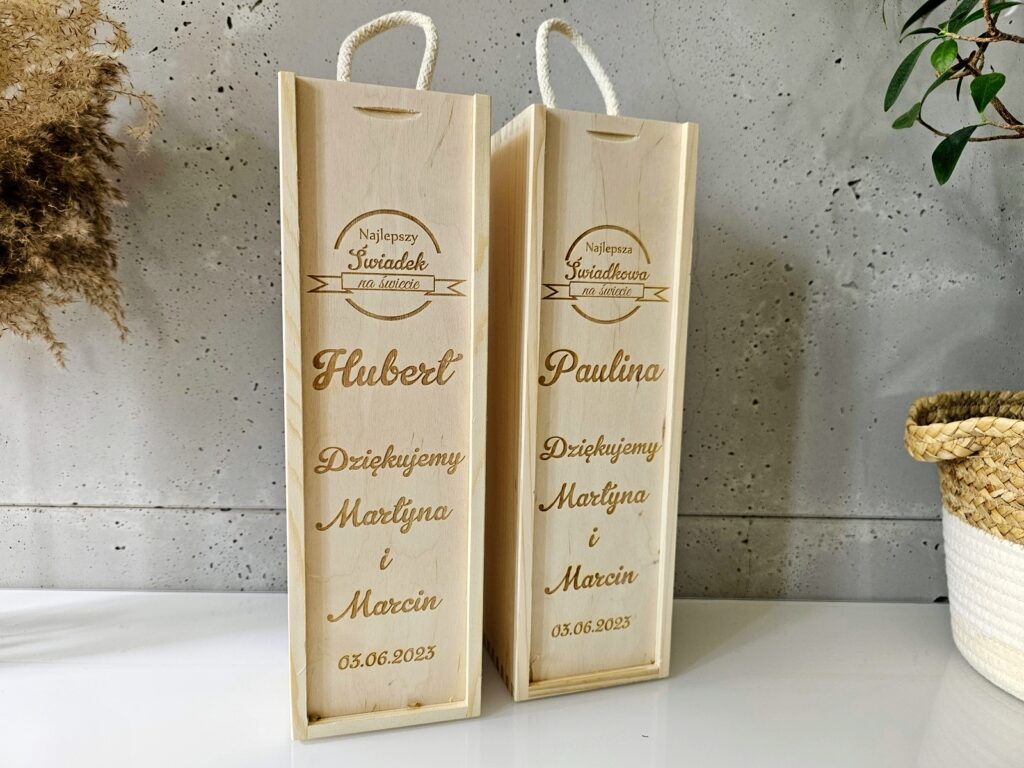 Najlepszy
Świadek
na świecie
Hubert
Dziękujemy
Martyna
i
Marcin
03.06.2023
Najlepsza
Świadkowa
na świecie
Paulina
Dziękujemy
Martyna
i
Marcin
03.06.2023